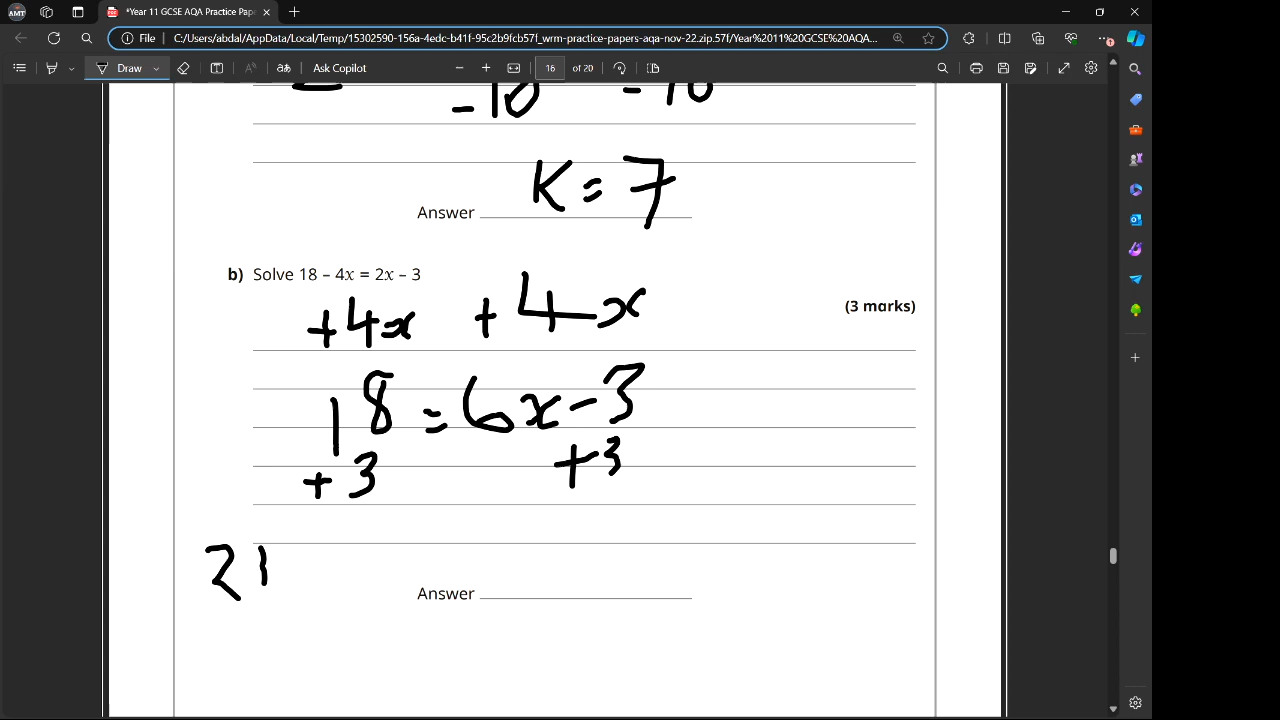 *Year 11 GCSE AQA Practice Pape
File
C:/Users/abdal/AppData/Local/Temp/15302590-156a-4edc-b41f-95c2b9fcb57f_wrm-practice-papers-aqa-nov-22.zip.57f/Year%2011%20GCSE%20AQA...
Draw
Ask Copilot
16 of 20
-10 -10
K = 7
Answer
b) Solve 18 – 4x = 2x – 3
+4x +4x
(3 marks)
18 = 6x - 3
+3 +3
21
Answer